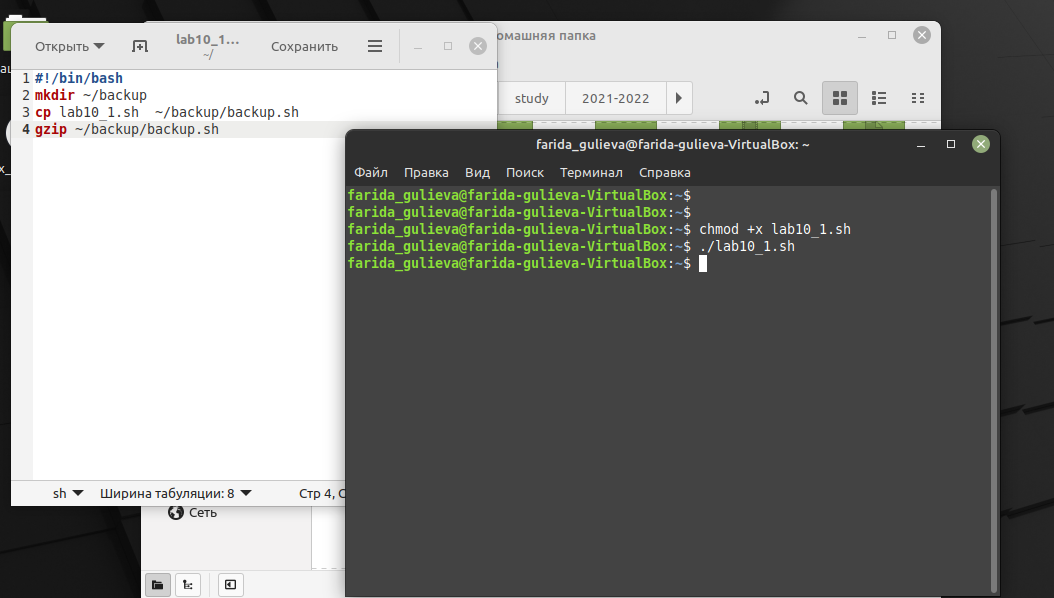 Открыть
lab10_1...
~/
Сохранить
1 #!/bin/bash
2 mkdir ~/backup
3 cp lab10_1.sh  ~/backup/backup.sh
4 gzip ~/backup/backup.sh
sh
Ширина табуляции: 8
Стр 4, С
омашняя папка
study
2021-2022
farida_gulieva@farida-gulieva-VirtualBox: ~
Файл Правка Вид Поиск Терминал Справка
farida_gulieva@farida-gulieva-VirtualBox:~$
farida_gulieva@farida-gulieva-VirtualBox:~$
farida_gulieva@farida-gulieva-VirtualBox:~$ chmod +x lab10_1.sh
farida_gulieva@farida-gulieva-VirtualBox:~$ ./lab10_1.sh
farida_gulieva@farida-gulieva-VirtualBox:~$
Сеть